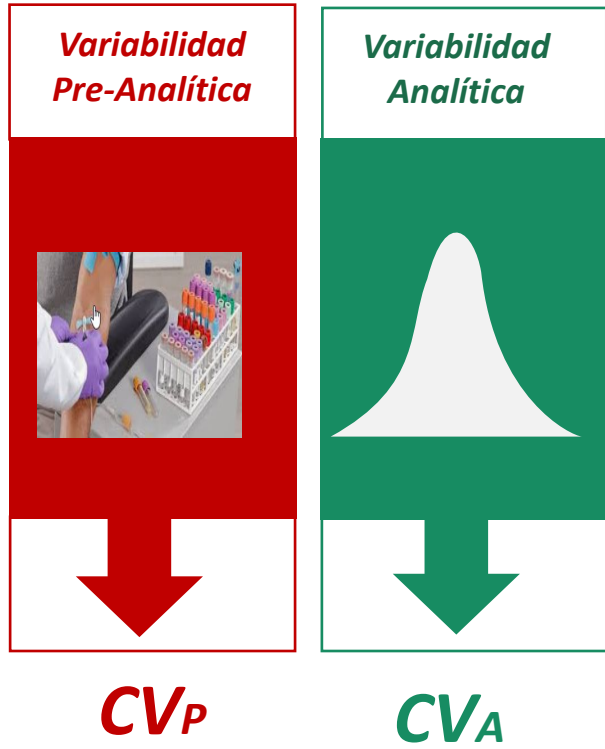 Variabilidad
Pre-Analítica
Variabilidad
Analítica
CVP
CVA